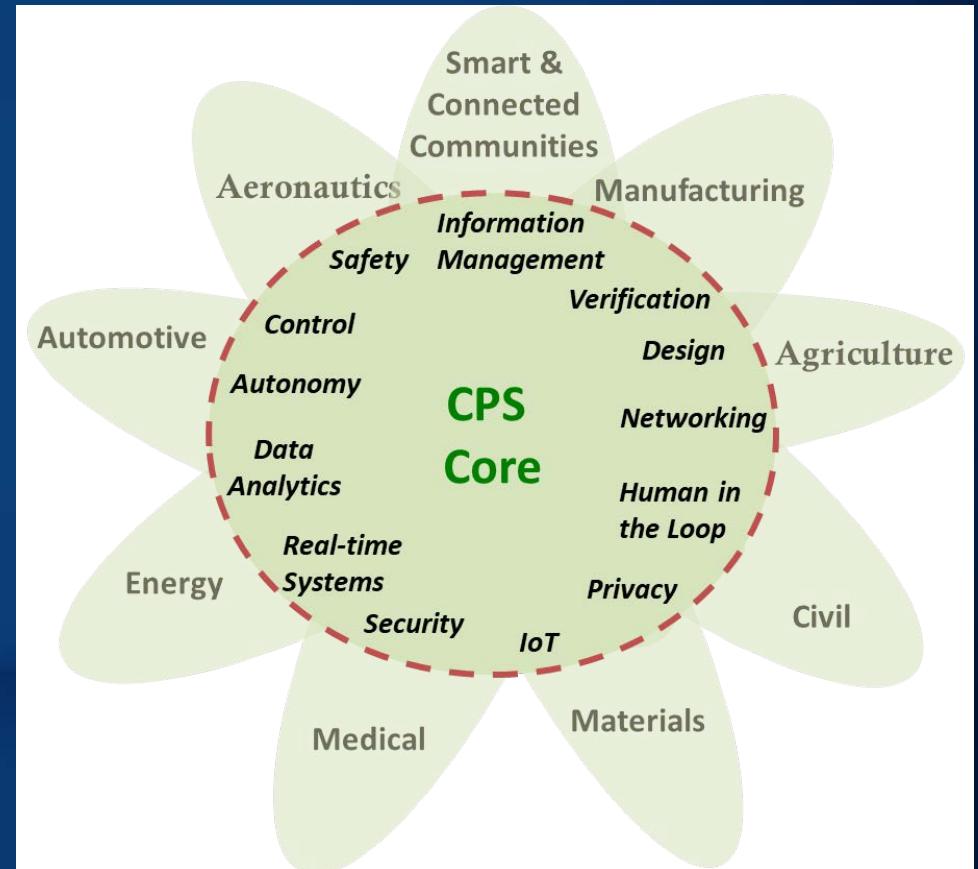 Smart &
Connected
Communities
Aeronautics
Manufacturing
Information
Management
Safety
Verification
Control
Design
Automotive
Agriculture
Autonomy
CPS
Core
Networking
Data
Analytics
Human in
the Loop
Real-time
Systems
Energy
Privacy
Civil
Security
IoT
Medical
Materials